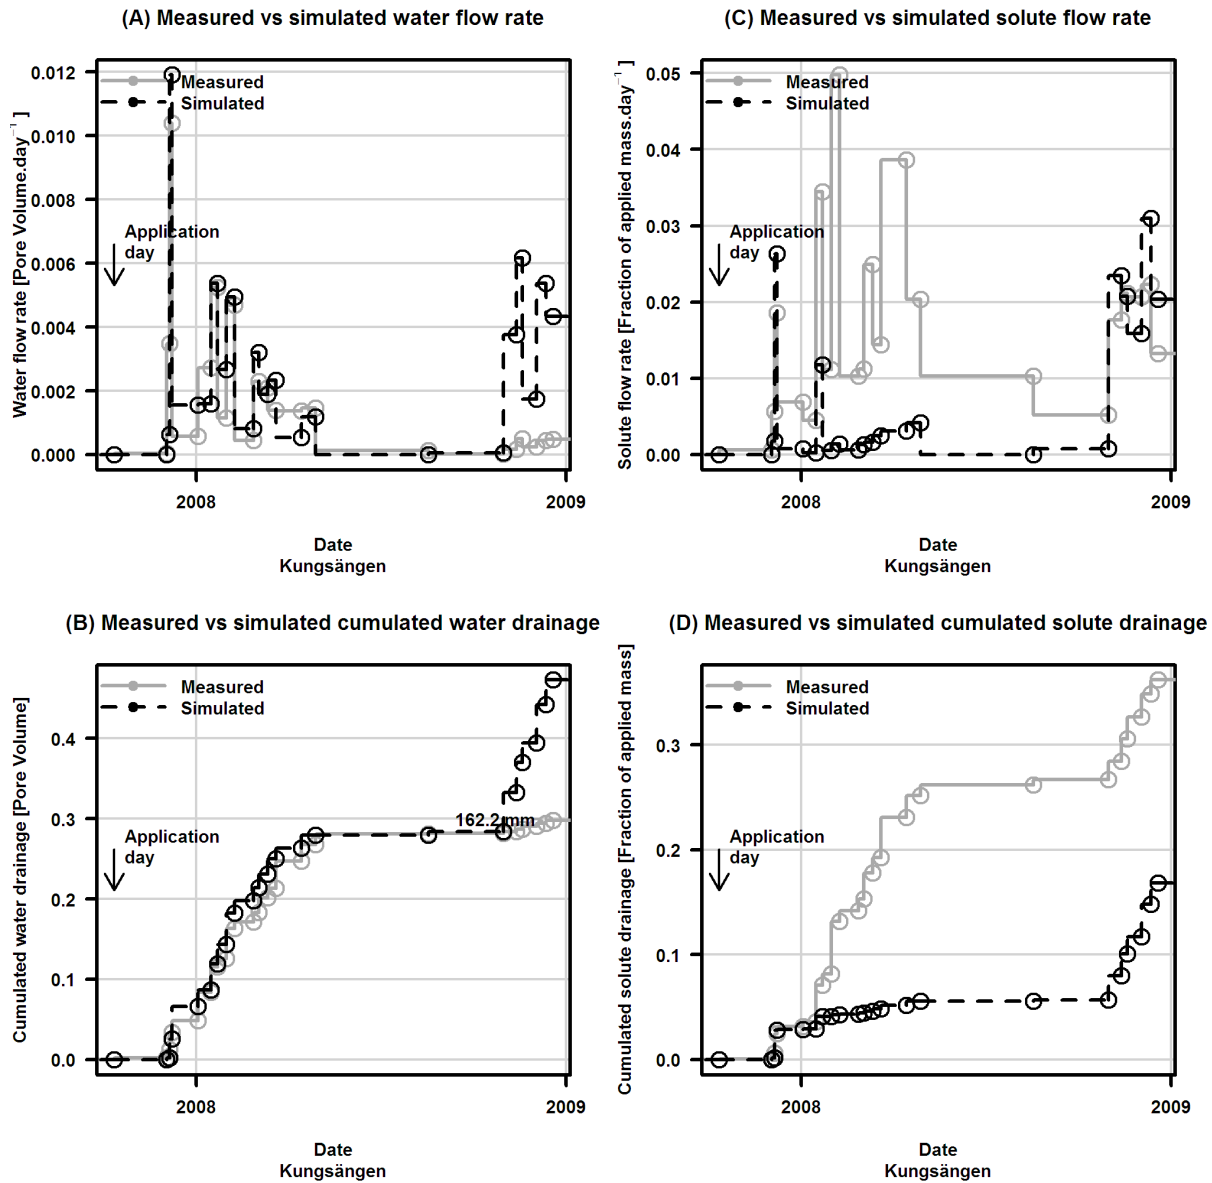 (A) Measured vs simulated water flow rate
Water flow rate [Pore Volume.day⁻¹ ]
0.012
0.010
0.008
0.006
0.004
0.002
0.000
Measured
Simulated
Application
day
2008
2009
Date
Kungsängen
(C) Measured vs simulated solute flow rate
Solute flow rate [Fraction of applied mass.day⁻¹ ]
0.05
0.04
0.03
0.02
0.01
0.00
Measured
Simulated
Application
day
2008
2009
Date
Kungsängen
(B) Measured vs simulated cumulated water drainage
Cumulated water drainage [Pore Volume]
0.4
0.3
0.2
0.1
0.0
Measured
Simulated
162.2 mm
Application
day
2008
2009
Date
Kungsängen
(D) Measured vs simulated cumulated solute drainage
Cumulated solute drainage [Fraction of applied mass]
0.3
0.2
0.1
0.0
Measured
Simulated
Application
day
2008
2009
Date
Kungsängen